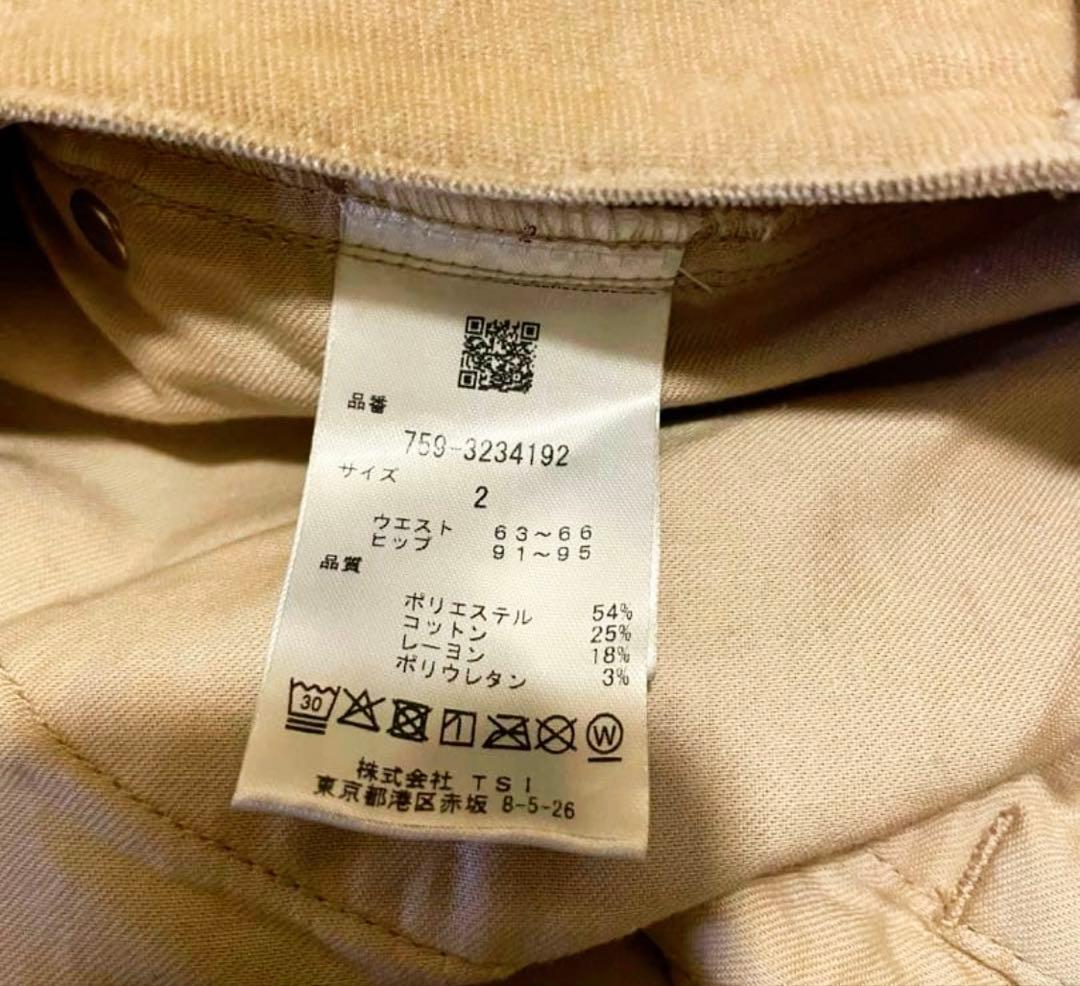 2
品番
759-3234192
サイズ
2
ウエスト 63~66
ヒップ 91~95
品質
ポリエステル 54%
コットン 25%
レーヨン 18%
ポリウレタン 3%
30 W
株式会社 TSI
東京都港区赤坂 8-5-26